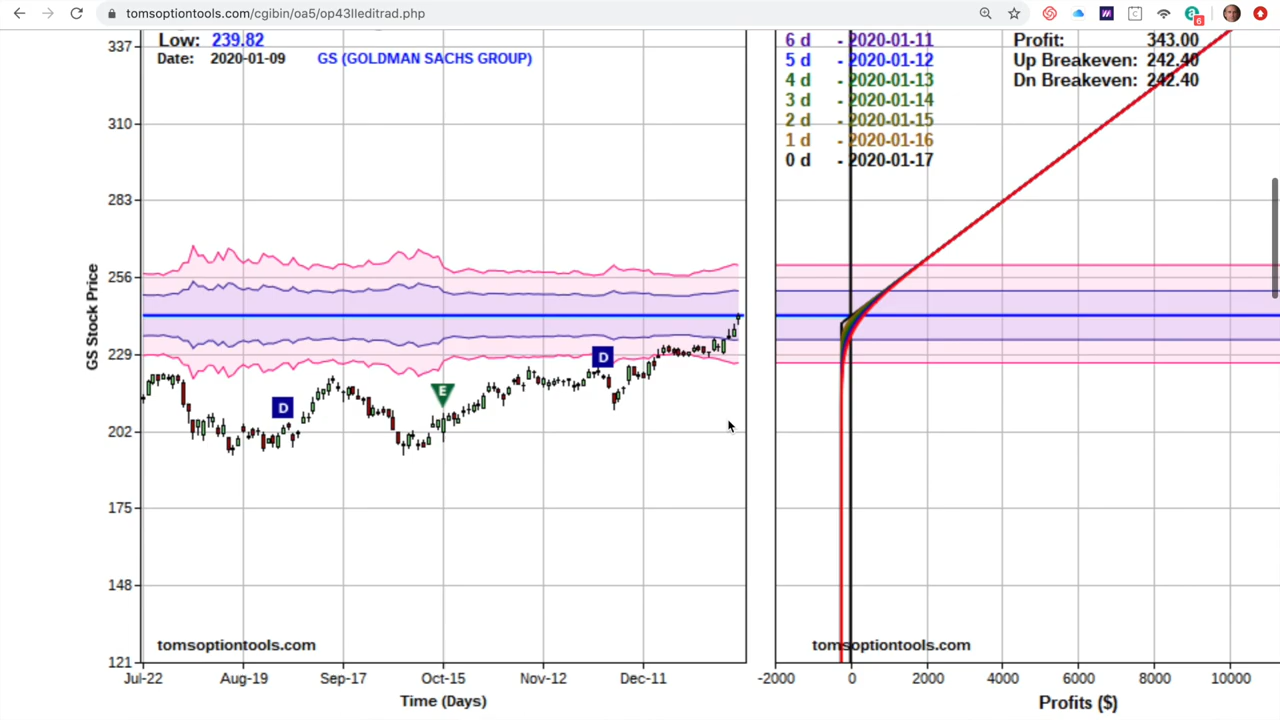 tomsoptiontools.com/cgibin/oa5/op43lleditrad.php
6
Low: 239.82
Date: 2020-01-09 GS (GOLDMAN SACHS GROUP)
337
310
283
256
229
202
175
148
121
GS Stock Price
D
E
D
tomsoptiontools.com
Jul-22 Aug-19 Sep-17 Oct-15 Nov-12 Dec-11
Time (Days)
6 d - 2020-01-11
5 d - 2020-01-12
4 d - 2020-01-13
3 d - 2020-01-14
2 d - 2020-01-15
1 d - 2020-01-16
0 d - 2020-01-17
Profit: 343.00
Up Breakeven: 242.40
Dn Breakeven: 242.40
tomsoptiontools.com
-2000 0 2000 4000 6000 8000 10000
Profits ($)